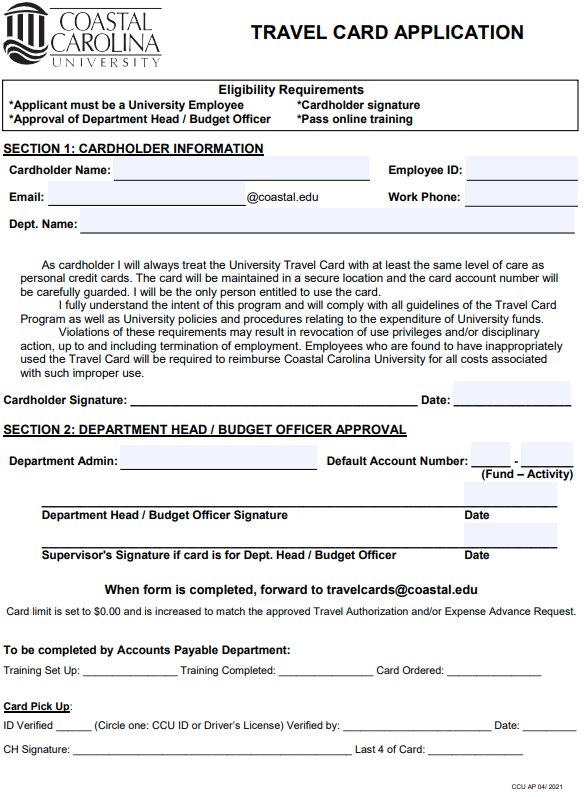 COASTAL
CAROLINA
UNIVERSITY
TRAVEL CARD APPLICATION
Eligibility Requirements
*Applicant must be a University Employee *Cardholder signature
*Approval of Department Head / Budget Officer *Pass online training
SECTION 1: CARDHOLDER INFORMATION
Cardholder Name: Employee ID:
Email: @coastal.edu Work Phone:
Dept. Name:
As cardholder I will always treat the University Travel Card with at least the same level of care as
personal credit cards. The card will be maintained in a secure location and the card account number will
be carefully guarded. I will be the only person entitled to use the card.
I fully understand the intent of this program and will comply with all guidelines of the Travel Card
Program as well as University policies and procedures relating to the expenditure of University funds.
Violations of these requirements may result in revocation of use privileges and/or disciplinary
action, up to and including termination of employment. Employees who are found to have inappropriately
used the Travel Card will be required to reimburse Coastal Carolina University for all costs associated
with such improper use.
Cardholder Signature: Date:
SECTION 2: DEPARTMENT HEAD / BUDGET OFFICER APPROVAL
Department Admin: Default Account Number: -
(Fund – Activity)
Department Head / Budget Officer Signature Date
Supervisor's Signature if card is for Dept. Head / Budget Officer Date
When form is completed, forward to travelcards@coastal.edu
Card limit is set to $0.00 and is increased to match the approved Travel Authorization and/or Expense Advance Request.
To be completed by Accounts Payable Department:
Training Set Up: Training Completed: Card Ordered:
Card Pick Up:
ID Verified (Circle one: CCU ID or Driver's License) Verified by: Date:
CH Signature: Last 4 of Card:
CCU AP 04/ 2021